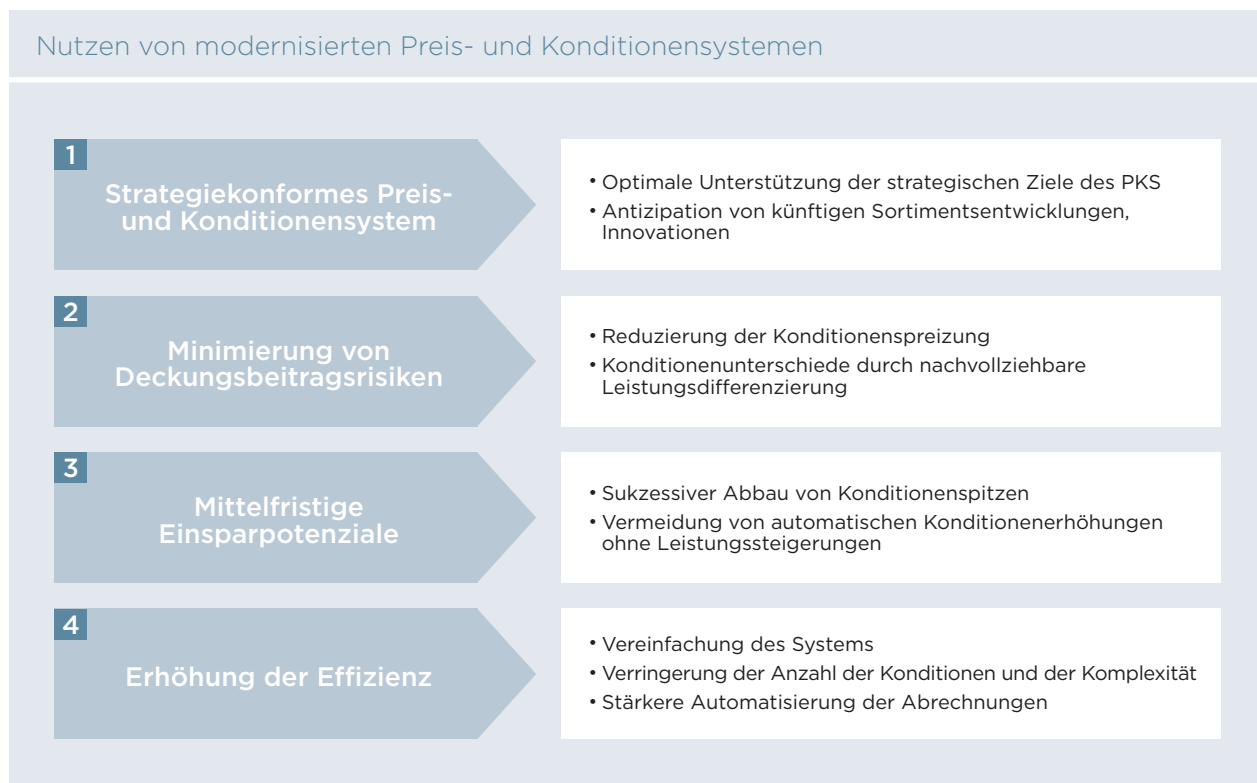 Nutzen von modernisierten Preis- und Konditionensystemen
1
Strategiekonformes Preis-
und Konditionensystem
• Optimale Unterstützung der strategischen Ziele des PKS
• Antizipation von künftigen Sortimentsentwicklungen,
Innovationen
2
Minimierung von
Deckungsbeitragsrisiken
• Reduzierung der Konditionenspreizung
• Konditionenunterschiede durch nachvollziehbare
Leistungsdifferenzierung
3
Mittelfristige
Einsparpotenziale
• Sukzessiver Abbau von Konditionenspitzen
• Vermeidung von automatischen Konditionenerhöhungen
ohne Leistungssteigerungen
4
Erhöhung der Effizienz
• Vereinfachung des Systems
• Verringerung der Anzahl der Konditionen und der Komplexität
• Stärkere Automatisierung der Abrechnungen